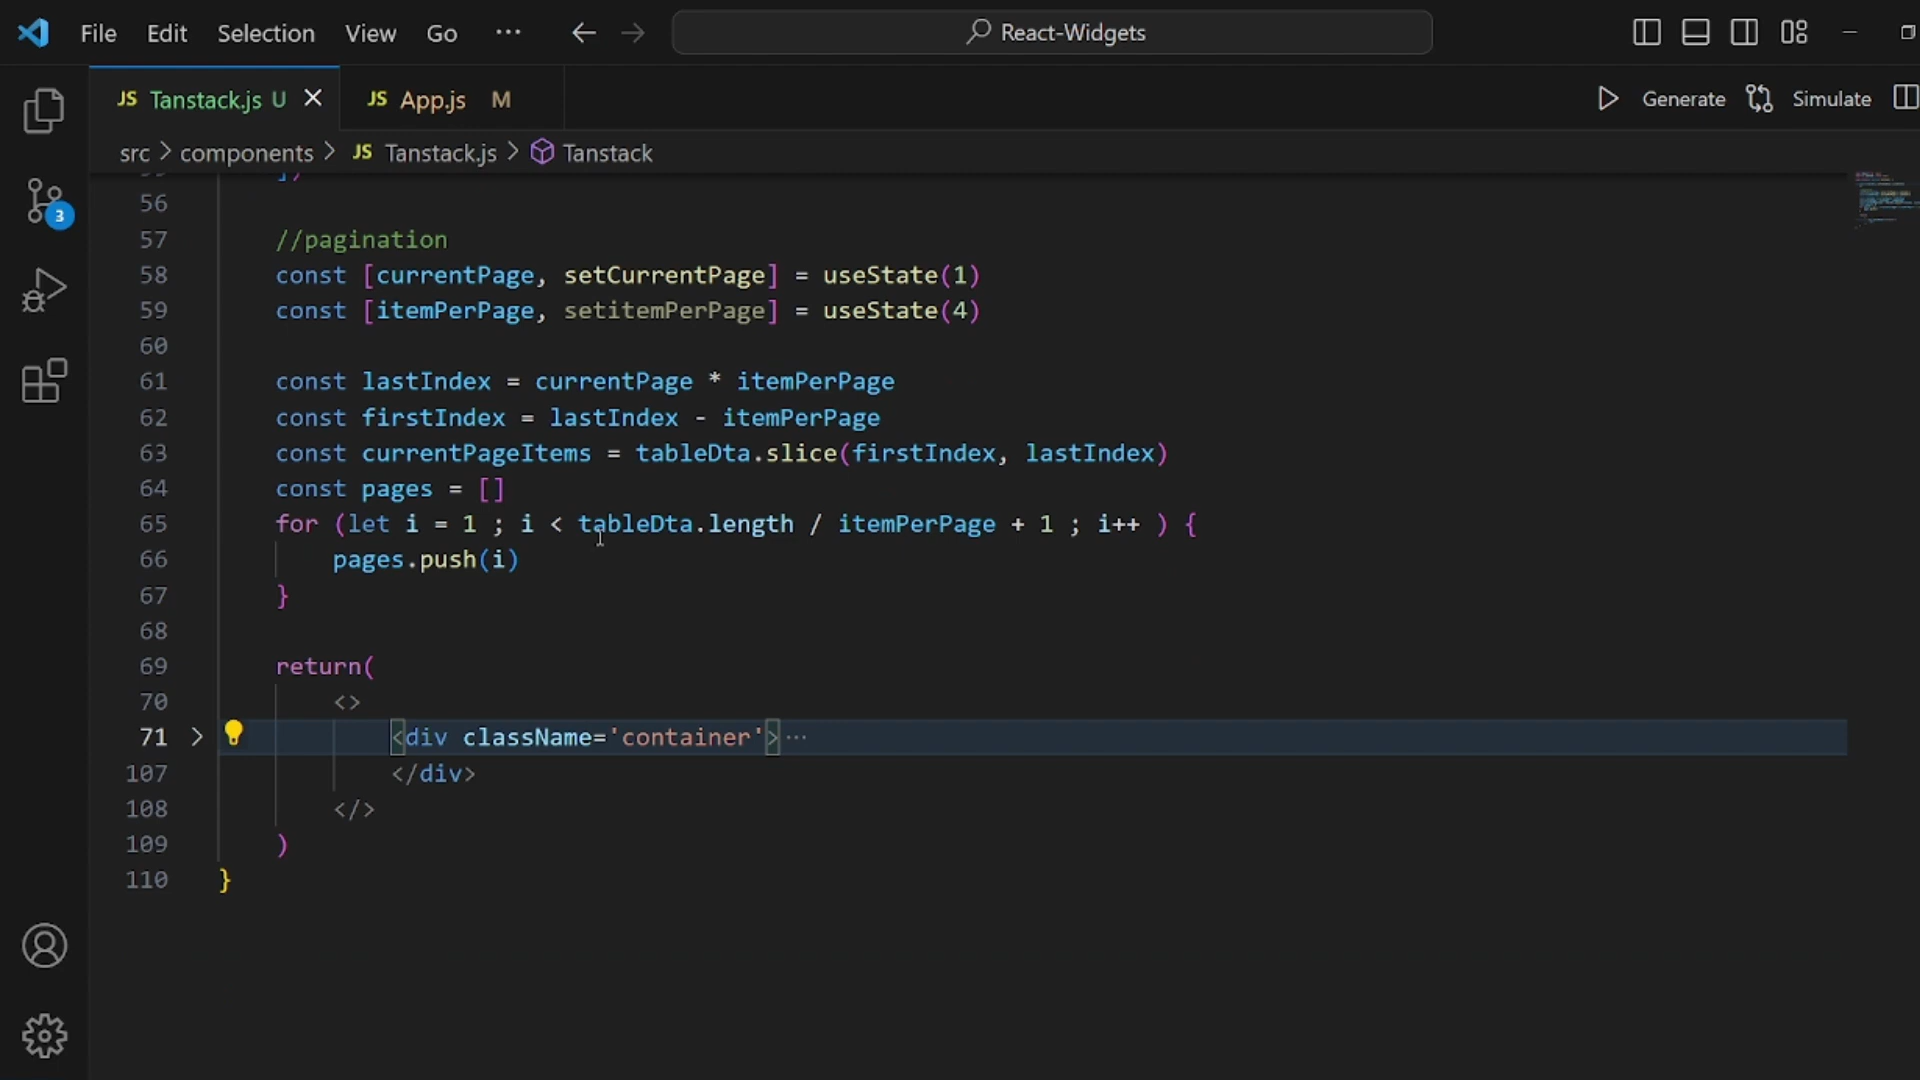 File Edit Selection View Go ··· React-Widgets
JS Tanstack.js U JS App.js M Generate Simulate
src > components > JS Tanstack.js > Tanstack
56
57 //pagination
58 const [currentPage, setCurrentPage] = useState(1)
59 const [itemPerPage, setitemPerPage] = useState(4)
60
61 const lastIndex = currentPage * itemPerPage
62 const firstIndex = lastIndex - itemPerPage
63 const currentPageItems = tableDta.slice(firstIndex, lastIndex)
64 const pages = []
65 for (let i = 1 ; i < tableDta.length / itemPerPage + 1 ; i++ ) {
66 pages.push(i)
67 }
68
69 return(
70 <>
71 <div className='container'> ···
107 </div>
108 </>
109 )
110 }
3